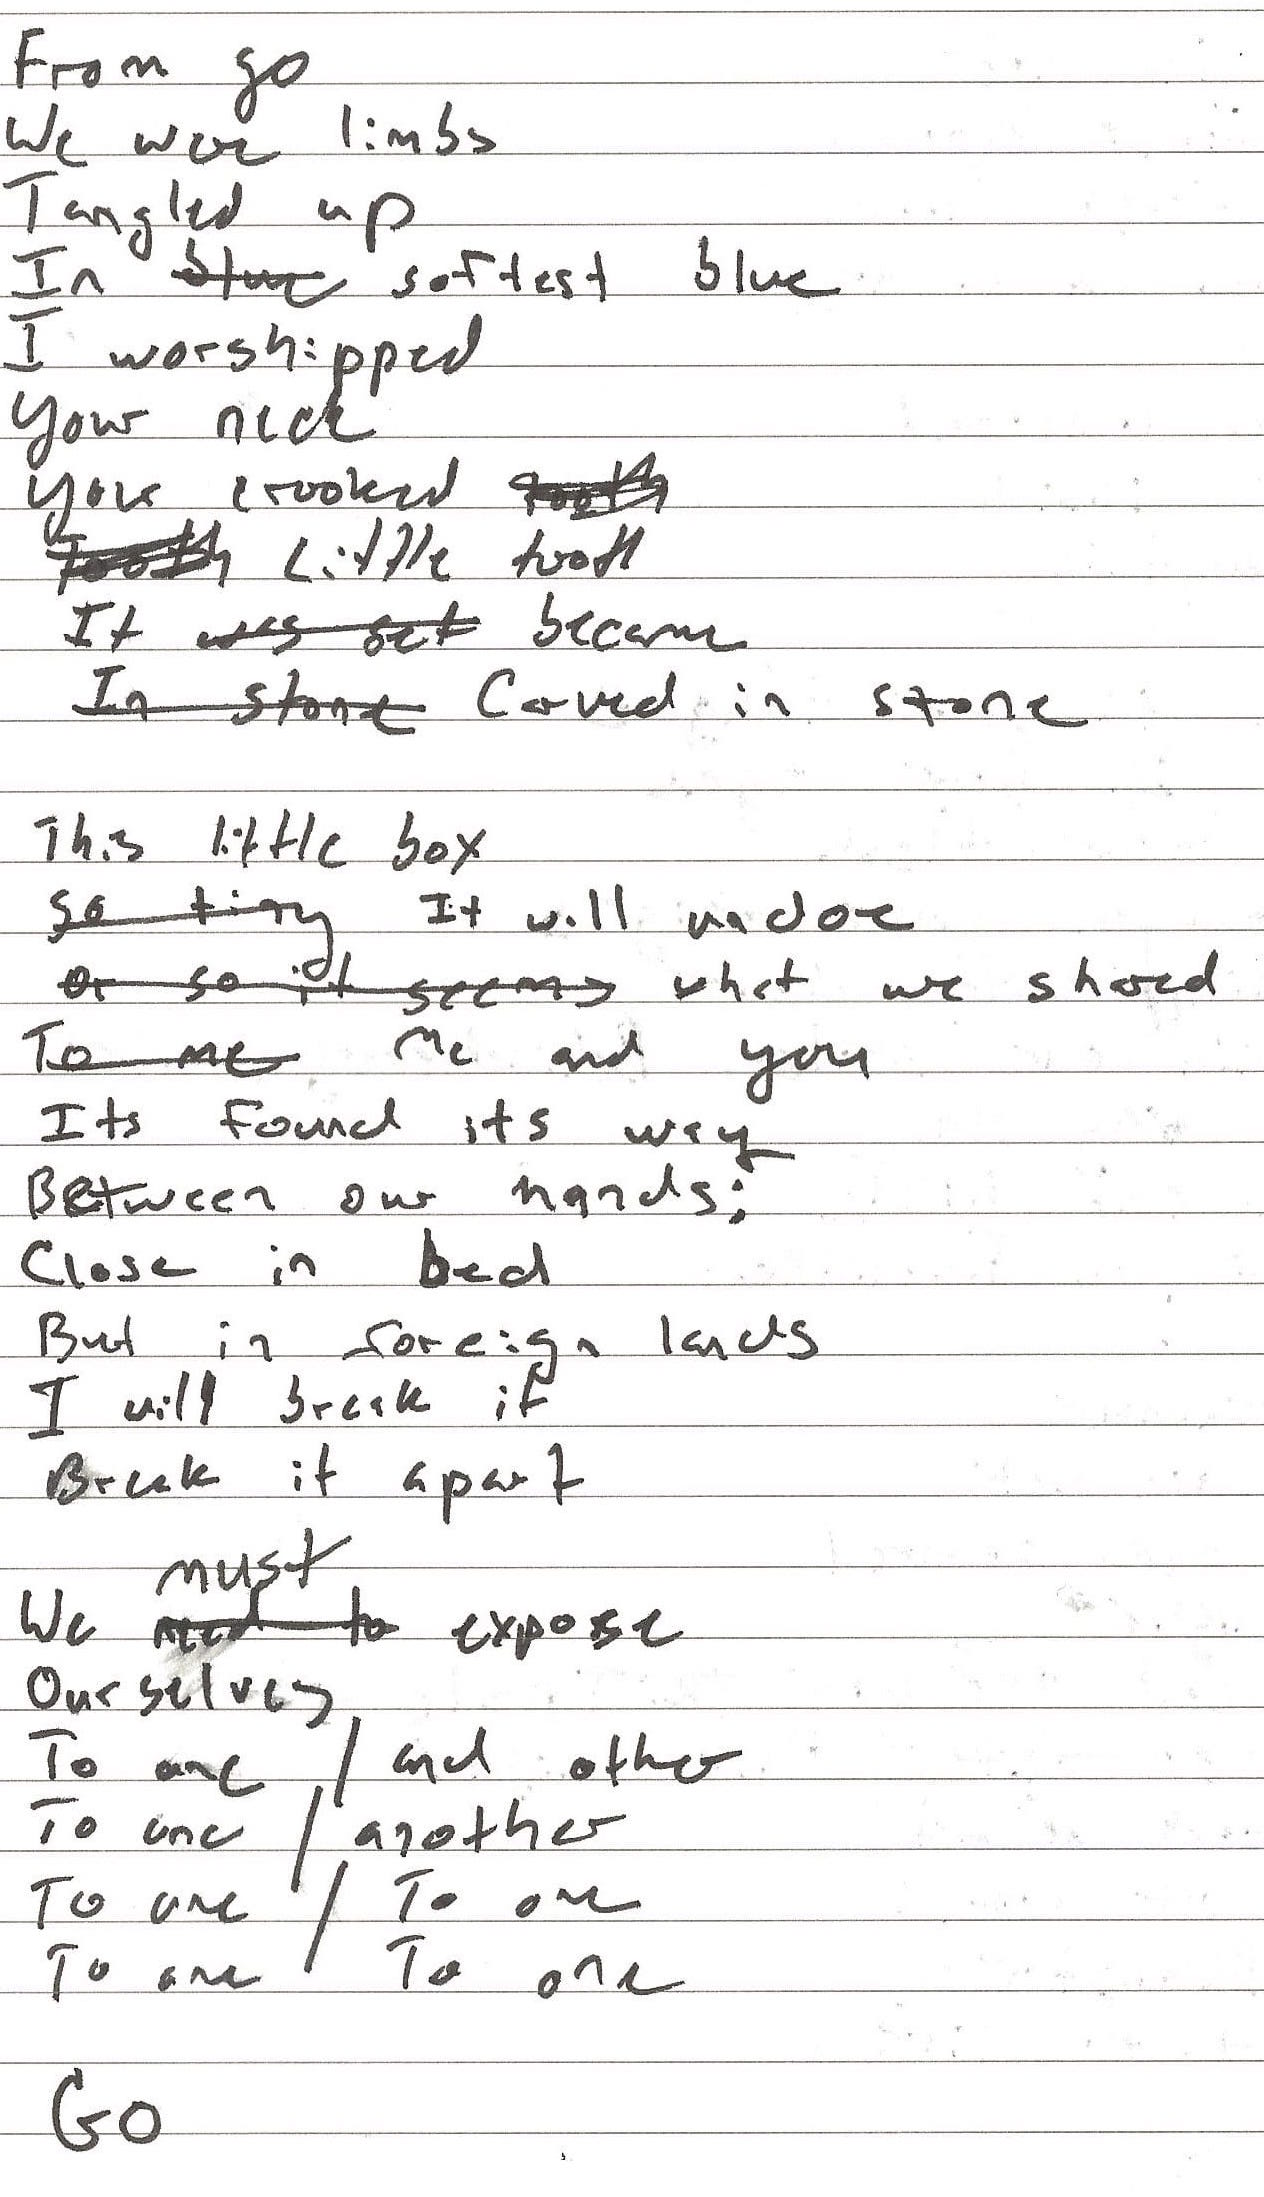 From go
We were limbs
Tangled up
In blue softest blue
I worshipped
Your neck
Your crooked tooth
Tooth Little tooth
It was set became
In stone Carved in stone
This little box
so tiny It will undoe
Or so it seems what we shared
To me Me and you
Its found its way
Between our hands;
Close in bed
But in foreign lands
I will break it
Break it apart
must
We need to expose
Ourselves
To one / and other
To one / another
To one / To one
To one / To one
GO